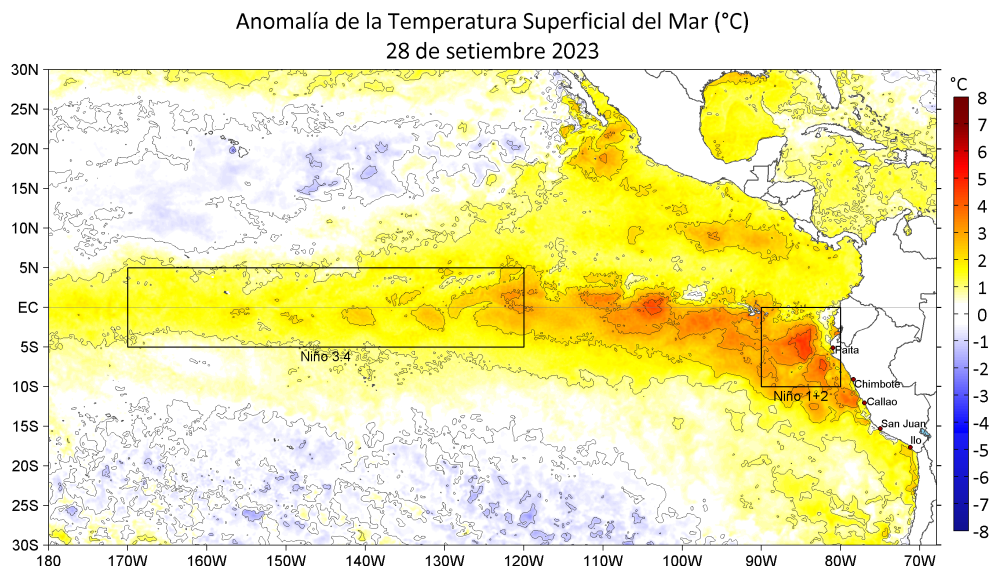 Anomalía de la Temperatura Superficial del Mar (°C)
28 de setiembre 2023
30N
25N
20N
15N
10N
5N
EC
5S
10S
15S
20S
25S
30S
Niño 3.4
Niño 1+2
Paita
Chimbote
Callao
San Juan
Ilo
180 170W 160W 150W 140W 130W 120W 110W 100W 90W 80W 70W
°C
8
7
6
5
4
3
2
1
0
-1
-2
-3
-4
-5
-6
-7
-8